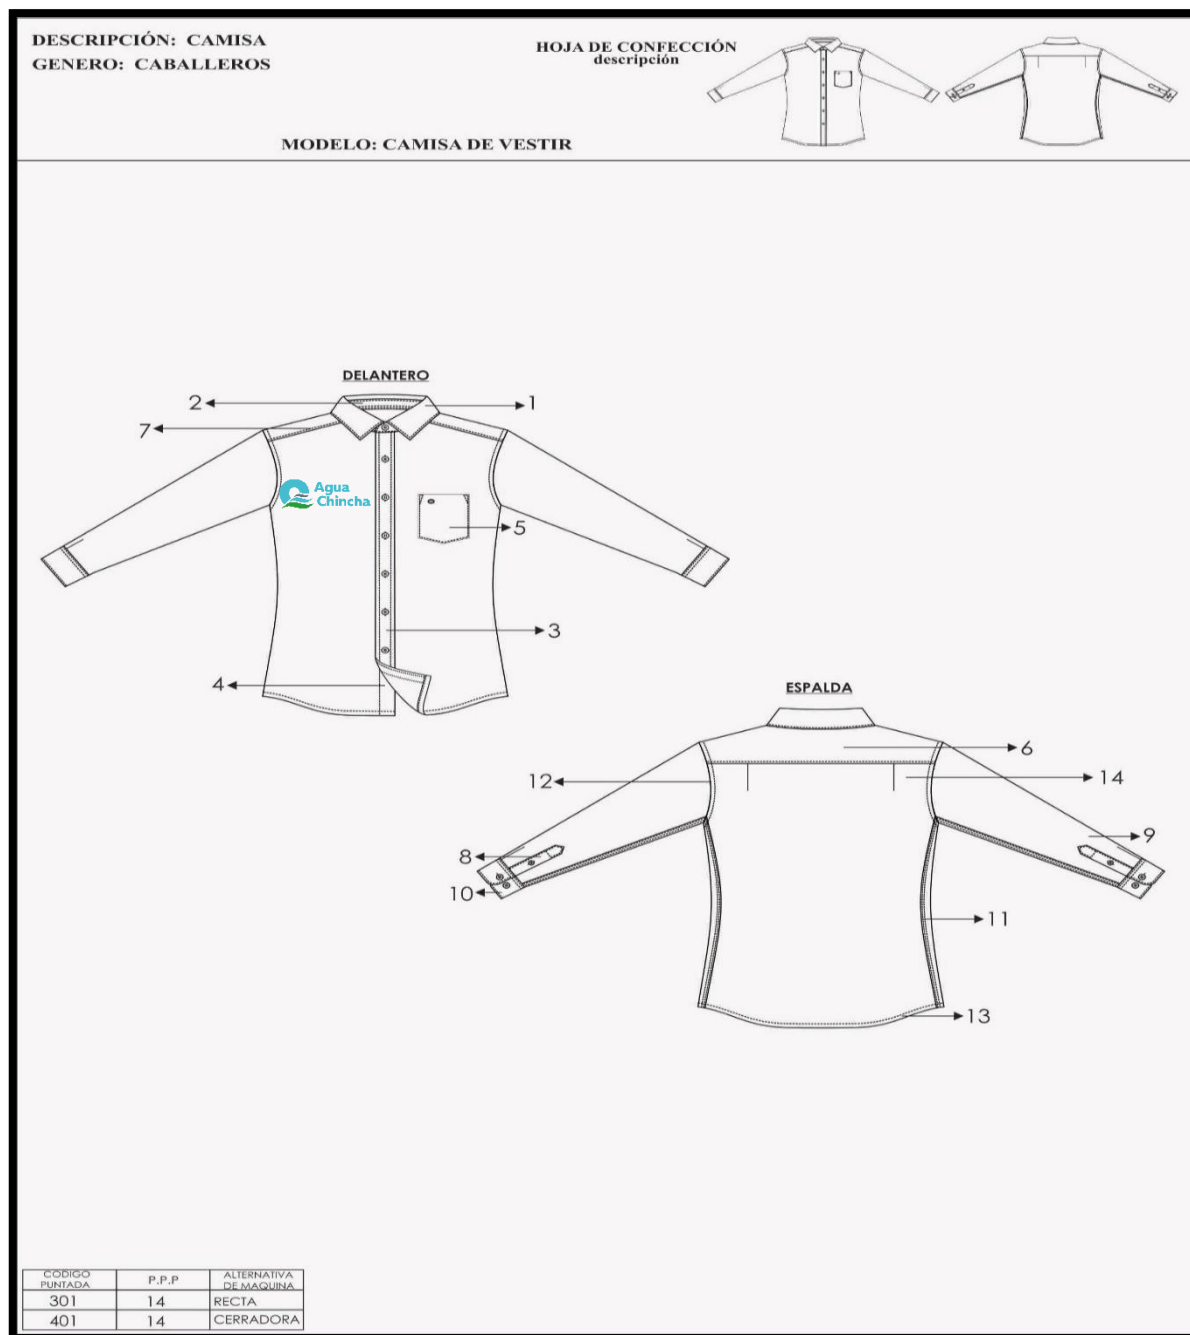 DESCRIPCIÓN: CAMISA
GENERO: CABALLEROS
HOJA DE CONFECCIÓN
descripción
MODELO: CAMISA DE VESTIR
DELANTERO
2
1
7
Agua
Chincha
5
3
4
ESPALDA
6
12
14
9
8
10
11
13
CODIGO PUNTADA P.P.P ALTERNATIVA DE MAQUINA
301 14 RECTA
401 14 CERRADORA